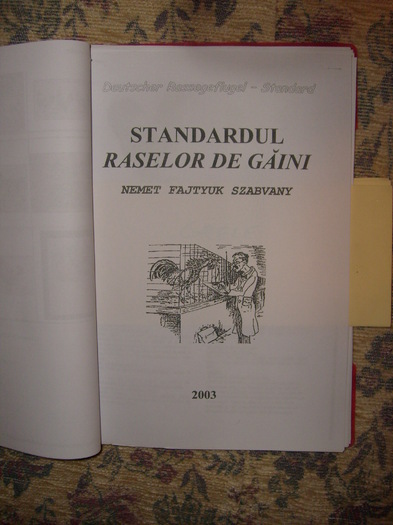 Deutscher Rassegeflügel - Standard
STANDARDUL
RASELOR DE GĂINI
NEMET FAJTYUK SZABVANY
2003